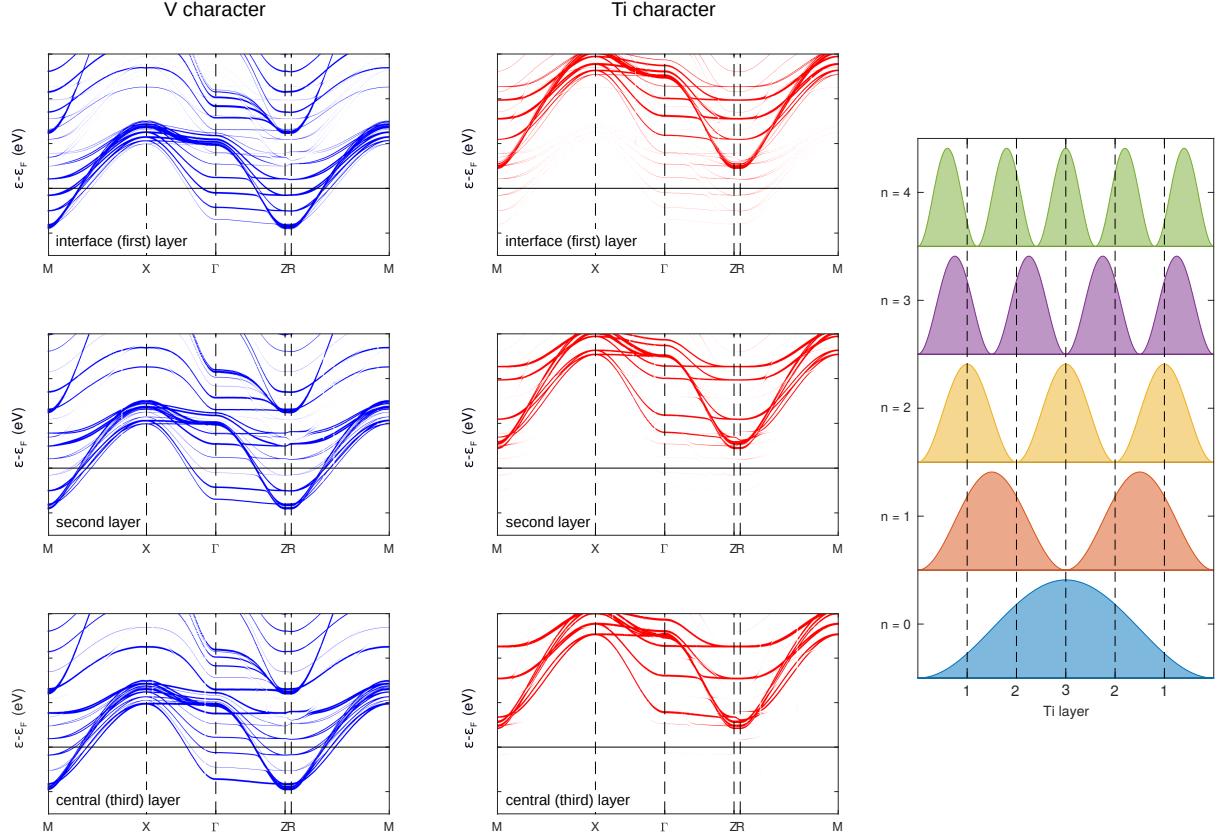 V character
Ti character
ε-ε_F (eV)
interface (first) layer
M X Γ ZR M
ε-ε_F (eV)
interface (first) layer
M X Γ ZR M
ε-ε_F (eV)
second layer
M X Γ ZR M
ε-ε_F (eV)
second layer
M X Γ ZR M
ε-ε_F (eV)
central (third) layer
M X Γ ZR M
ε-ε_F (eV)
central (third) layer
M X Γ ZR M
n = 4
n = 3
n = 2
n = 1
n = 0
1 2 3 2 1
Ti layer